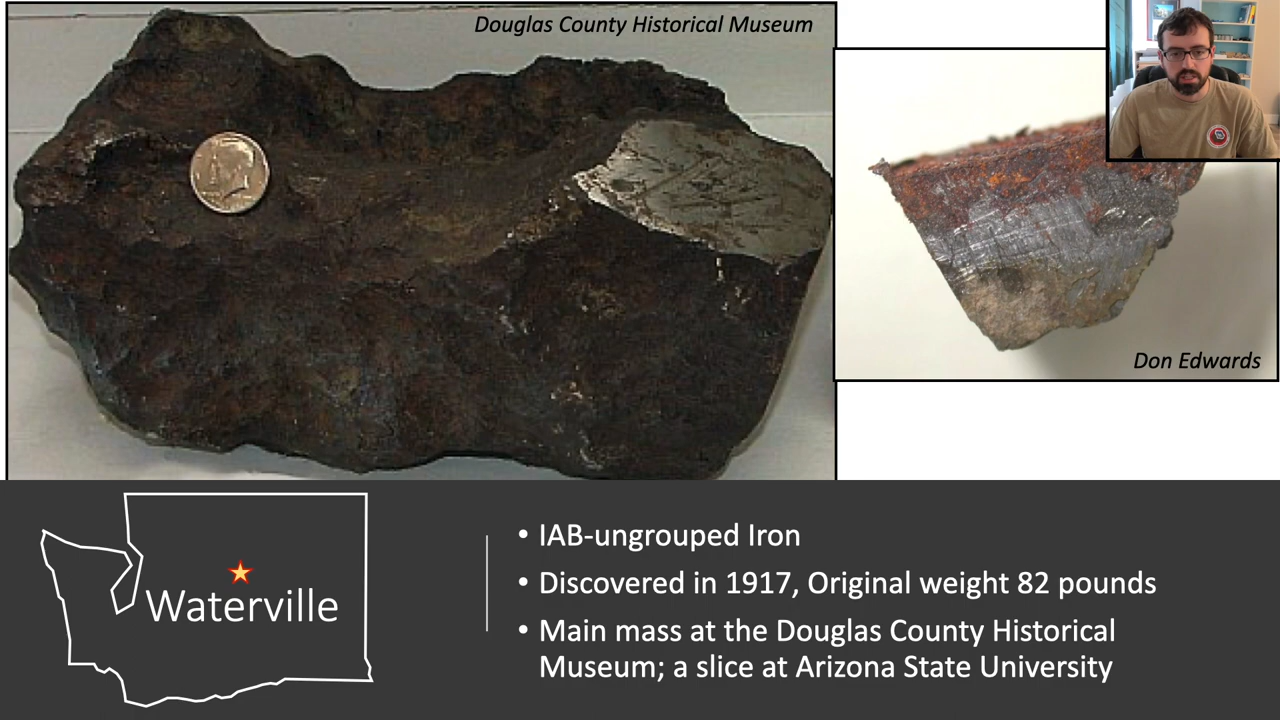 Douglas County Historical Museum
Don Edwards
Waterville
• IAB-ungrouped Iron
• Discovered in 1917, Original weight 82 pounds
• Main mass at the Douglas County Historical
Museum; a slice at Arizona State University